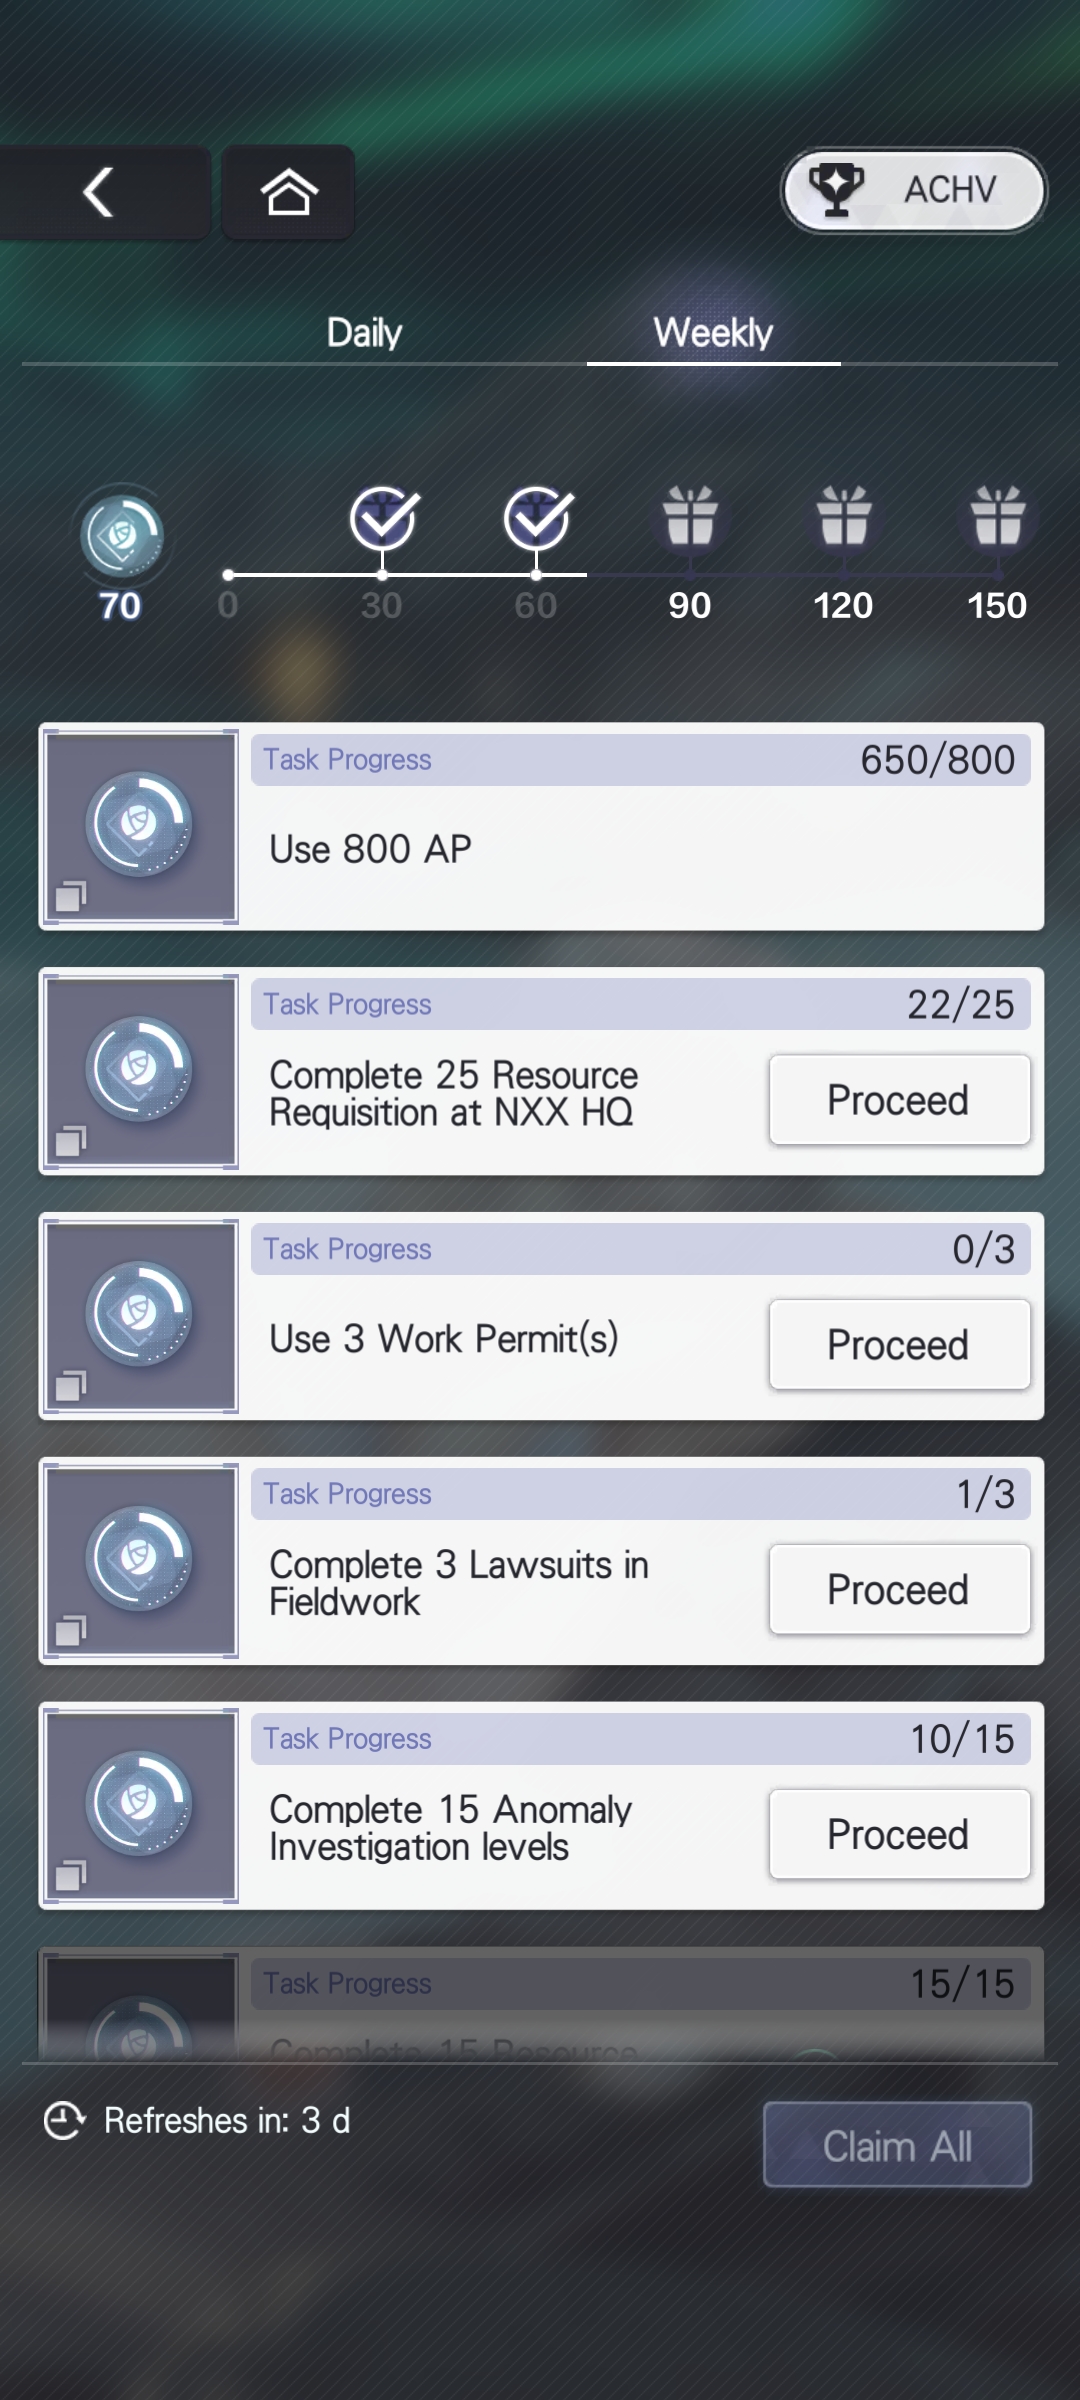 ACHV
Daily
Weekly
70
0
30
60
90
120
150
Task Progress
650/800
Use 800 AP
Task Progress
22/25
Complete 25 Resource
Requisition at NXX HQ
Proceed
Task Progress
0/3
Use 3 Work Permit(s)
Proceed
Task Progress
1/3
Complete 3 Lawsuits in
Fieldwork
Proceed
Task Progress
10/15
Complete 15 Anomaly
Investigation levels
Proceed
Task Progress
15/15
Complete 15 Resource
Refreshes in: 3 d
Claim All